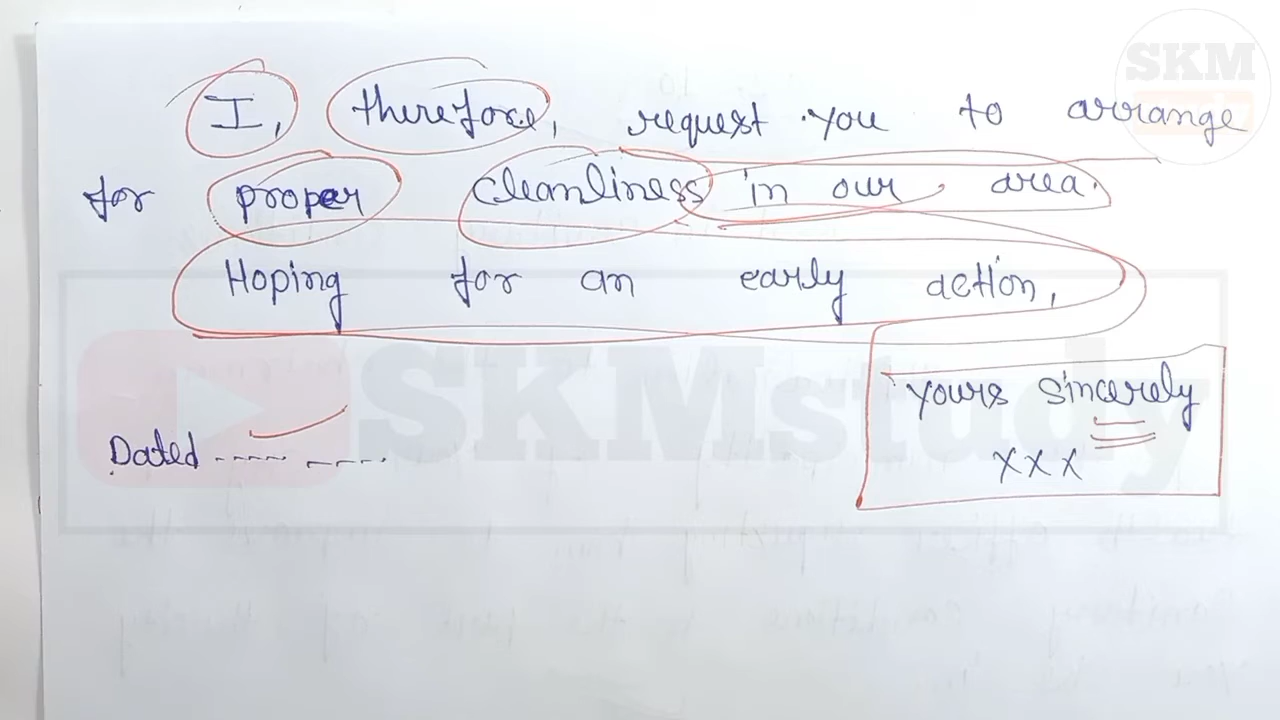 SKM
I, therefore, request you to arrange
for proper cleanliness in our area.
Hoping for an early action,
SKMstudy
Yours sincerely
Dated ---- ----.
XXX